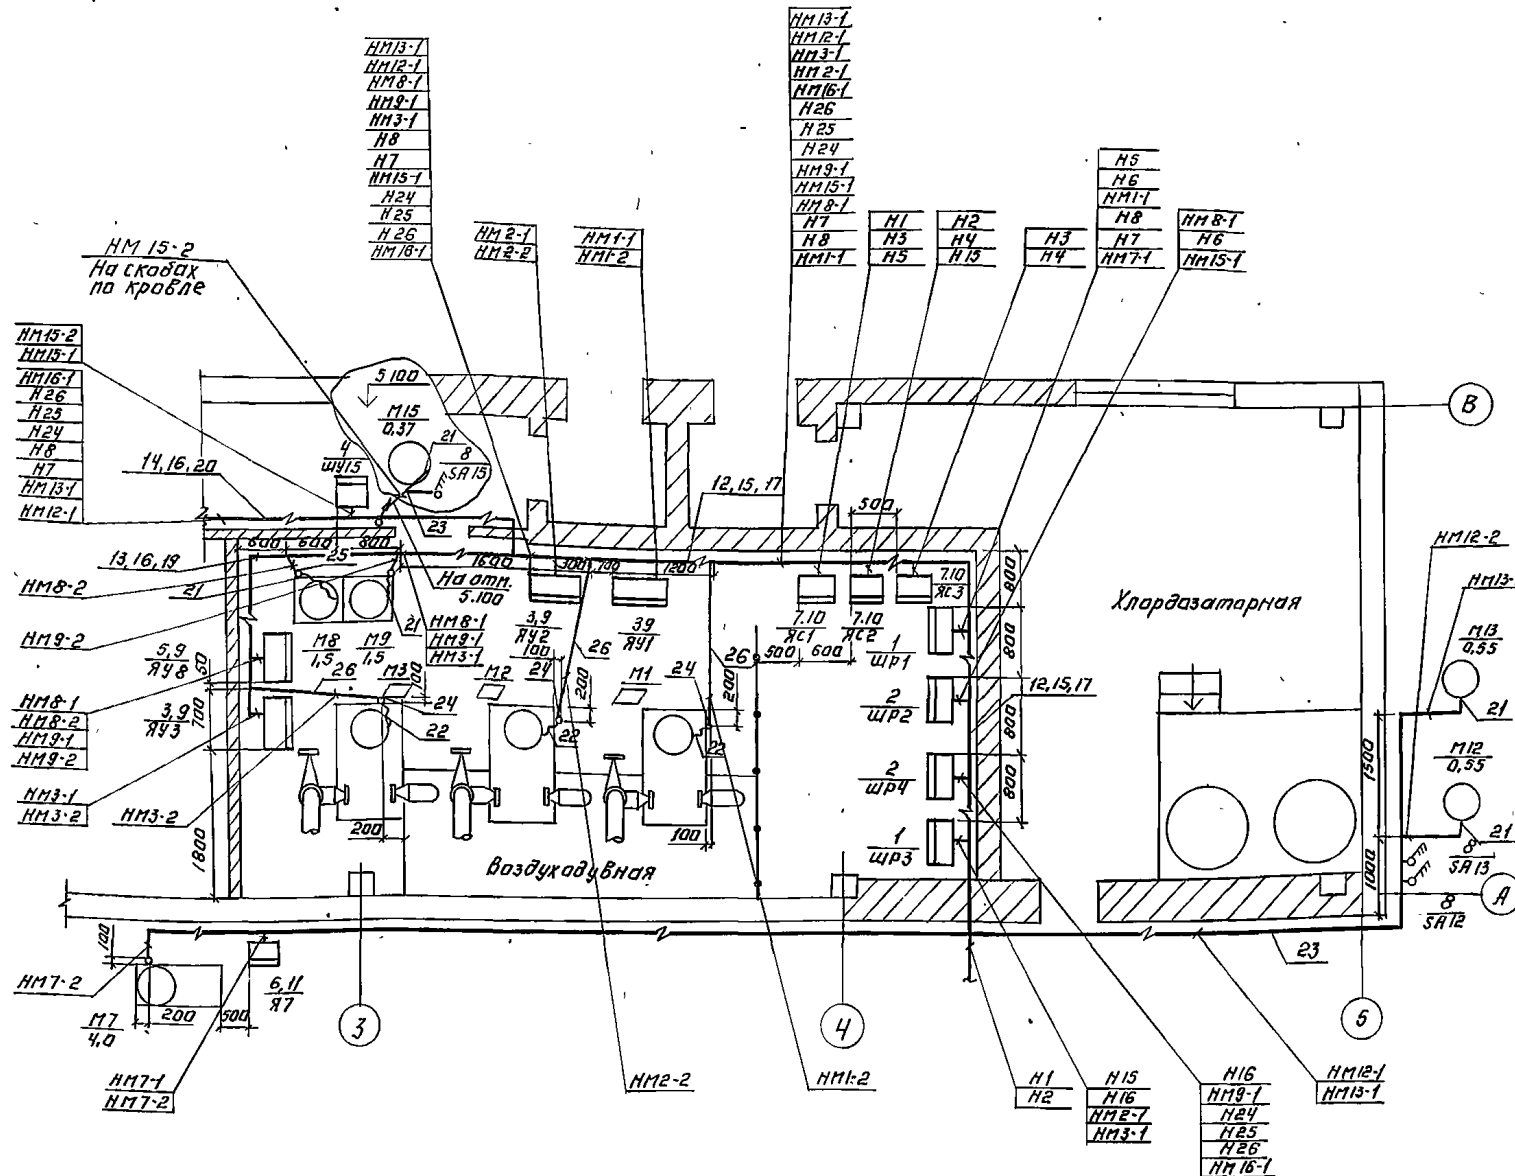 НМ13-1
НМ12-1
НМ8-1
НМ9-1
НМ3-1
Н8
Н7
НМ15-1
Н24
Н25
Н26
НМ16-1
НМ13-1
НМ12-1
НМ3-1
НМ2-1
НМ16-1
Н26
Н25
Н24
НМ9-1
НМ15-1
НМ8-1
Н7
Н8
НМ1-1
НМ2-1
НМ2-2
НМ1-1
НМ1-2
Н1
Н3
Н5
Н2
Н4
Н15
Н3
Н4
Н5
Н6
НМ1-1
Н8
Н7
НМ7-1
НМ8-1
Н6
НМ15-1
НМ 15-2
На скобах
по кровле
НМ15-2
НМ15-1
НМ16-1
Н26
Н25
Н24
Н8
Н7
НМ13-1
НМ12-1
14,16,20
5.100
М15
0,37
21
8
SA15
4
ШУ15
23
12,15,17
500
В
800
600
800
25
1600
300
700
1200
13,16,19
НМ8-2
21
НМ9-2
На отм.
5.100
21
НМ8-1
НМ9-1
НМ3-1
М8
1,5
М9
1,5
3,9
ЯУ2
100
24
39
ЯУ1
26
200
М3
100
М2
М1
24
26
200
7.10
ЯС1
7.10
ЯС2
7.10
ЯС3
500
600
1
ШР1
2
ШР2
2
ШР4
1
ШР3
800
800
800
800
12,15,17
Хлордозаторная
НМ12-2
М13
0,55
21
М12
0,55
21
8
SA13
8
SA12
1500
1000
А
5,9
ЯУ8
50
26
24
22
22
22
3,9
ЯУ3
700
НМ8-1
НМ8-2
НМ9-1
НМ9-2
НМ3-1
НМ3-2
НМ3-2
1800
200
100
Воздуходувная
100
НМ7-2
М7
4,0
200
500
6,11
Я7
3
4
5
23
НМ7-1
НМ7-2
НМ2-2
НМ1-2
Н1
Н2
Н15
Н16
НМ2-1
НМ3-1
Н16
НМ9-1
Н24
Н25
Н26
НМ16-1
НМ12-1
НМ13-1